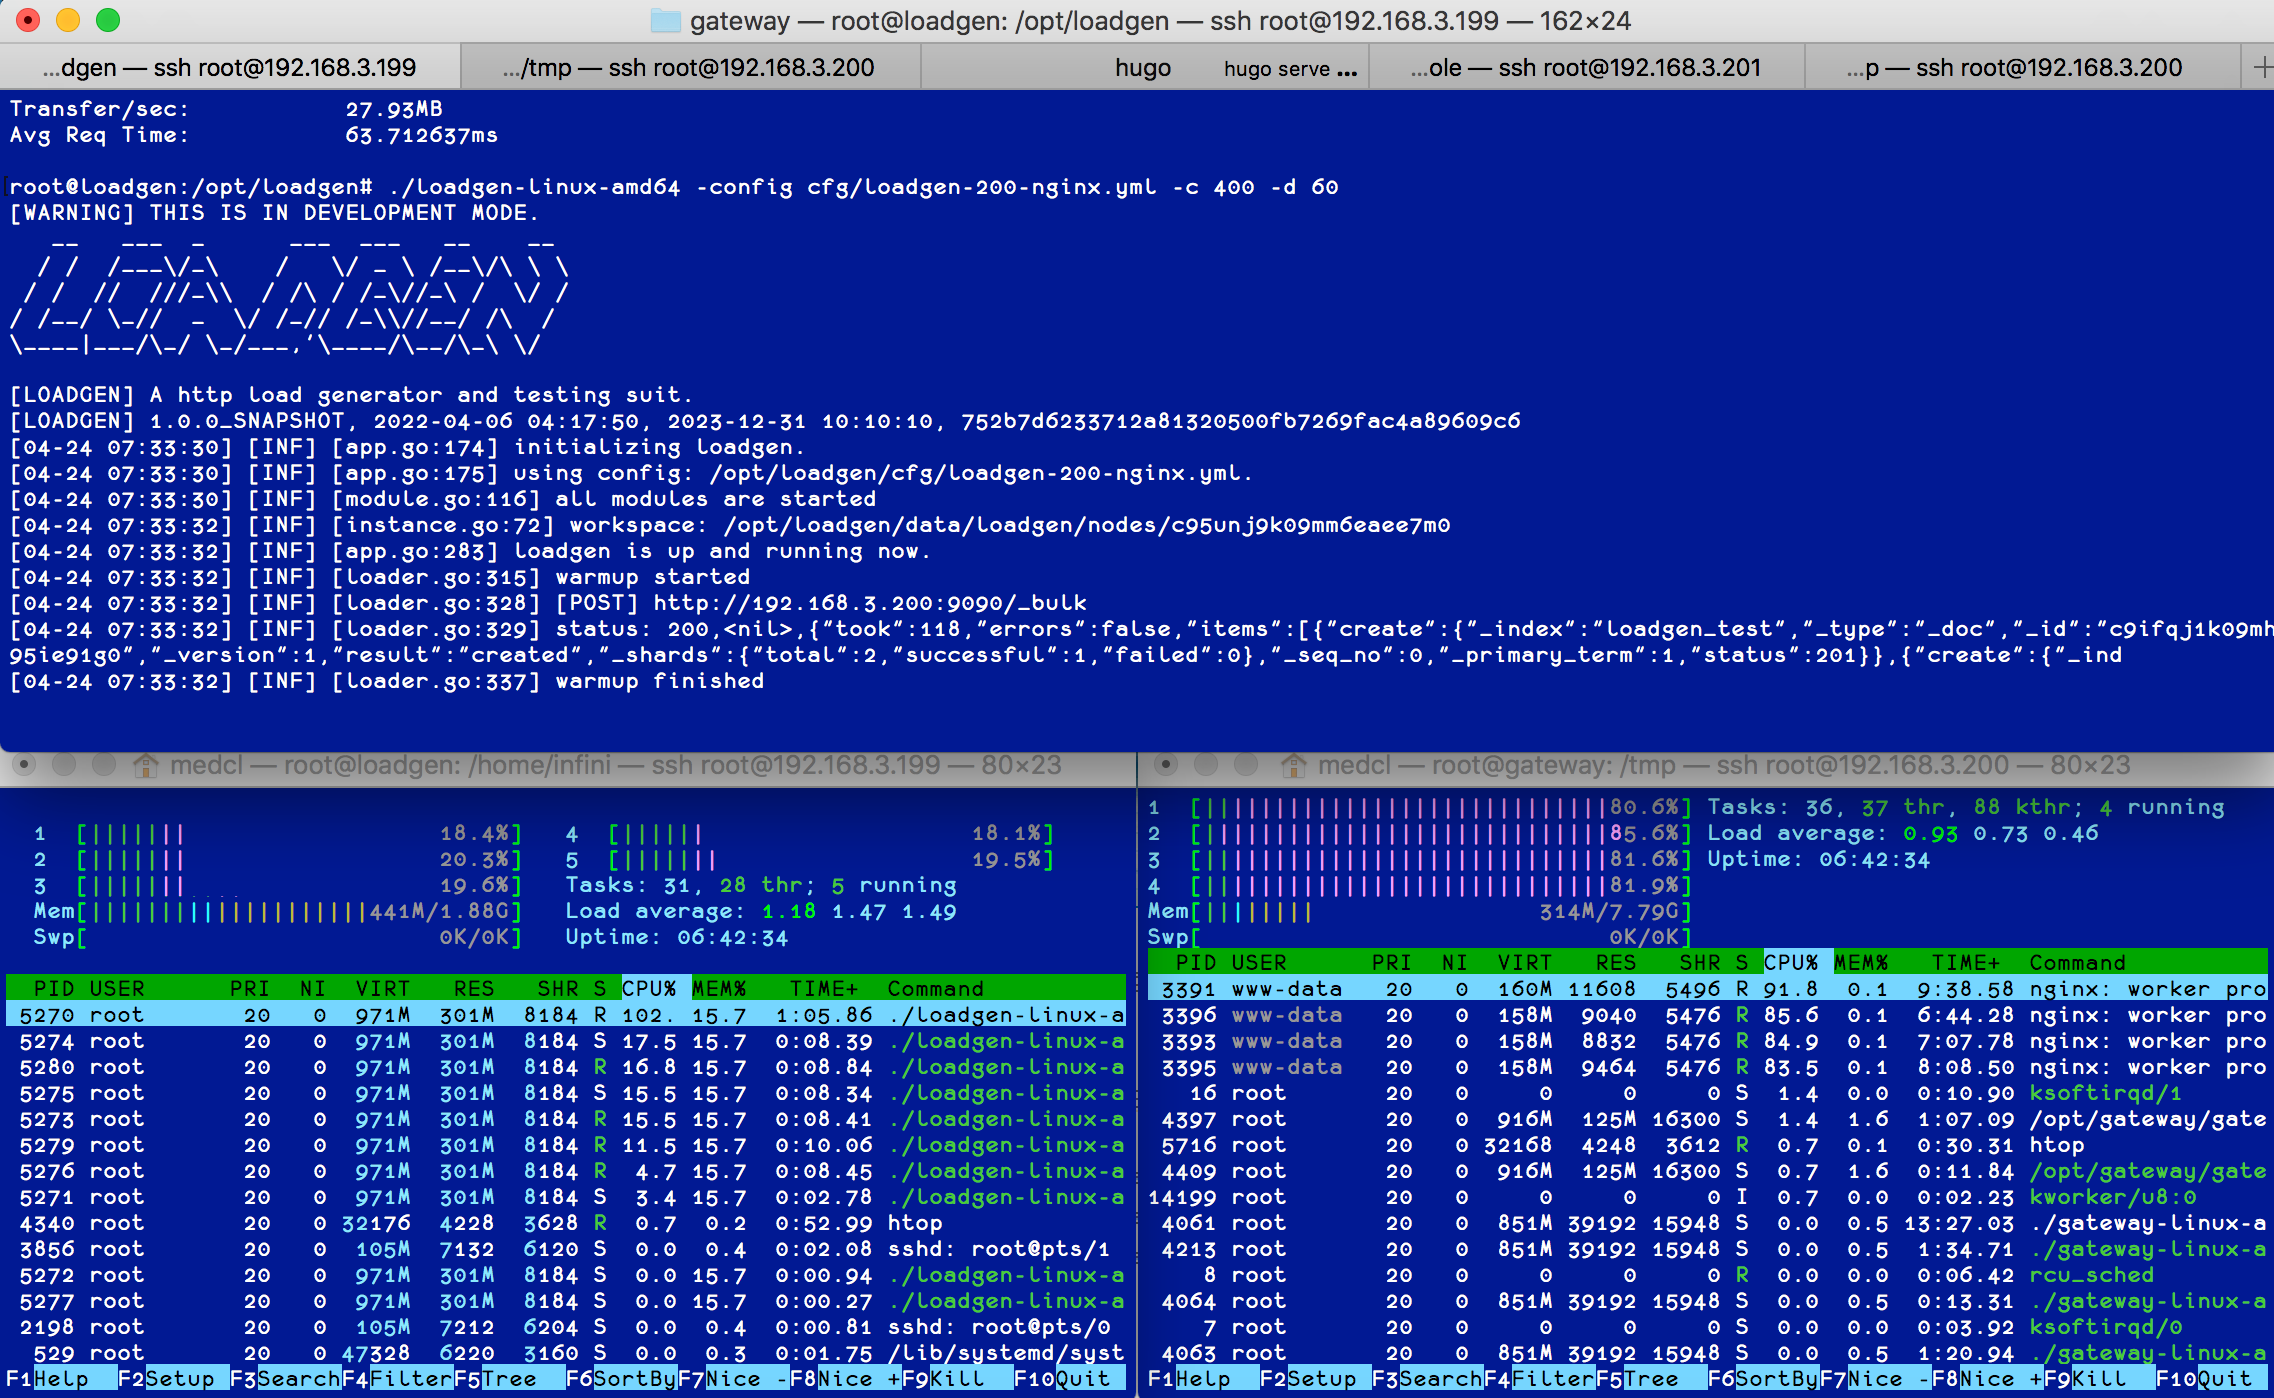 gateway — root@loadgen: /opt/loadgen — ssh root@192.168.3.199 — 162×24
...dgen — ssh root@192.168.3.199
.../tmp — ssh root@192.168.3.200
hugo hugo serve ...
...ole — ssh root@192.168.3.201
...p — ssh root@192.168.3.200
Transfer/sec: 27.93MB
Avg Req Time: 63.712637ms
root@loadgen:/opt/loadgen# ./loadgen-linux-amd64 -config cfg/loadgen-200-nginx.yml -c 400 -d 60
[WARNING] THIS IS IN DEVELOPMENT MODE.
[LOADGEN] A http load generator and testing suit.
[LOADGEN] 1.0.0_SNAPSHOT, 2022-04-06 04:17:50, 2023-12-31 10:10:10, 752b7d6233712a81320500fb7269fac4a89609c6
[04-24 07:33:30] [INF] [app.go:174] initializing loadgen.
[04-24 07:33:30] [INF] [app.go:175] using config: /opt/loadgen/cfg/loadgen-200-nginx.yml.
[04-24 07:33:30] [INF] [module.go:116] all modules are started
[04-24 07:33:32] [INF] [instance.go:72] workspace: /opt/loadgen/data/loadgen/nodes/c95unj9k09mm6eaee7m0
[04-24 07:33:32] [INF] [app.go:283] loadgen is up and running now.
[04-24 07:33:32] [INF] [loader.go:315] warmup started
[04-24 07:33:32] [INF] [loader.go:328] [POST] http://192.168.3.200:9090/_bulk
[04-24 07:33:32] [INF] [loader.go:329] status: 200,<nil>,{"took":118,"errors":false,"items":[{"create":{"_index":"loadgen_test","_type":"_doc","_id":"c9ifqj1k09mh
95ie91g0","_version":1,"result":"created","_shards":{"total":2,"successful":1,"failed":0},"_seq_no":0,"_primary_term":1,"status":201}},{"create":{"_ind
[04-24 07:33:32] [INF] [loader.go:337] warmup finished
medcl — root@loadgen: /home/infini — ssh root@192.168.3.199 — 80×23
1 [||||||| 18.4%] 4 [||||||| 18.1%]
2 [||||||| 20.3%] 5 [|||||||| 19.5%]
3 [||||||| 19.6%] Tasks: 31, 28 thr; 5 running
Mem[||||||||||||||||||||441M/1.88G] Load average: 1.18 1.47 1.49
Swp[ 0K/0K] Uptime: 06:42:34
PID USER PRI NI VIRT RES SHR S CPU% MEM% TIME+ Command
5270 root 20 0 971M 301M 8184 R 102. 15.7 1:05.86 ./loadgen-linux-a
5274 root 20 0 971M 301M 8184 S 17.5 15.7 0:08.39 ./loadgen-linux-a
5280 root 20 0 971M 301M 8184 R 16.8 15.7 0:08.84 ./loadgen-linux-a
5275 root 20 0 971M 301M 8184 S 15.5 15.7 0:08.34 ./loadgen-linux-a
5273 root 20 0 971M 301M 8184 R 15.5 15.7 0:08.41 ./loadgen-linux-a
5279 root 20 0 971M 301M 8184 R 11.5 15.7 0:10.06 ./loadgen-linux-a
5276 root 20 0 971M 301M 8184 R 4.7 15.7 0:08.45 ./loadgen-linux-a
5271 root 20 0 971M 301M 8184 S 3.4 15.7 0:02.78 ./loadgen-linux-a
4340 root 20 0 32176 4228 3628 R 0.7 0.2 0:52.99 htop
3856 root 20 0 105M 7132 6120 S 0.0 0.4 0:02.08 sshd: root@pts/1
5272 root 20 0 971M 301M 8184 S 0.0 15.7 0:00.94 ./loadgen-linux-a
5277 root 20 0 971M 301M 8184 S 0.0 15.7 0:00.27 ./loadgen-linux-a
2198 root 20 0 105M 7212 6204 S 0.0 0.4 0:00.81 sshd: root@pts/0
529 root 20 0 47328 6220 3160 S 0.0 0.3 0:01.75 /lib/systemd/syst
F1Help F2Setup F3SearchF4FilterF5Tree F6SortByF7Nice -F8Nice +F9Kill F10Quit
medcl — root@gateway: /tmp — ssh root@192.168.3.200 — 80×23
1 [||||||||||||||||||||||||||||||80.6%] Tasks: 36, 37 thr, 88 kthr; 4 running
2 [||||||||||||||||||||||||||||||85.6%] Load average: 0.93 0.73 0.46
3 [||||||||||||||||||||||||||||||81.6%] Uptime: 06:42:34
4 [||||||||||||||||||||||||||||||81.9%]
Mem[|||||||| 314M/7.79G]
Swp[ 0K/0K]
PID USER PRI NI VIRT RES SHR S CPU% MEM% TIME+ Command
3391 www-data 20 0 160M 11608 5496 R 91.8 0.1 9:38.58 nginx: worker pro
3396 www-data 20 0 158M 9040 5476 R 85.6 0.1 6:44.28 nginx: worker pro
3393 www-data 20 0 158M 8832 5476 R 84.9 0.1 7:07.78 nginx: worker pro
3395 www-data 20 0 158M 9464 5476 R 83.5 0.1 8:08.50 nginx: worker pro
16 root 20 0 0 0 0 S 1.4 0.0 0:10.90 ksoftirqd/1
4397 root 20 0 916M 125M 16300 S 1.4 1.6 1:07.09 /opt/gateway/gate
5716 root 20 0 32168 4248 3612 R 0.7 0.1 0:30.31 htop
4409 root 20 0 916M 125M 16300 S 0.7 1.6 0:11.84 /opt/gateway/gate
14199 root 20 0 0 0 0 I 0.7 0.0 0:02.23 kworker/u8:0
4061 root 20 0 851M 39192 15948 S 0.0 0.5 13:27.03 ./gateway-linux-a
4213 root 20 0 851M 39192 15948 S 0.0 0.5 1:34.71 ./gateway-linux-a
8 root 20 0 0 0 0 R 0.0 0.0 0:06.42 rcu_sched
4064 root 20 0 851M 39192 15948 S 0.0 0.5 0:13.31 ./gateway-linux-a
7 root 20 0 0 0 0 S 0.0 0.0 0:03.92 ksoftirqd/0
4063 root 20 0 851M 39192 15948 S 0.0 0.5 1:20.94 ./gateway-linux-a
F1Help F2Setup F3SearchF4FilterF5Tree F6SortByF7Nice -F8Nice +F9Kill F10Quit